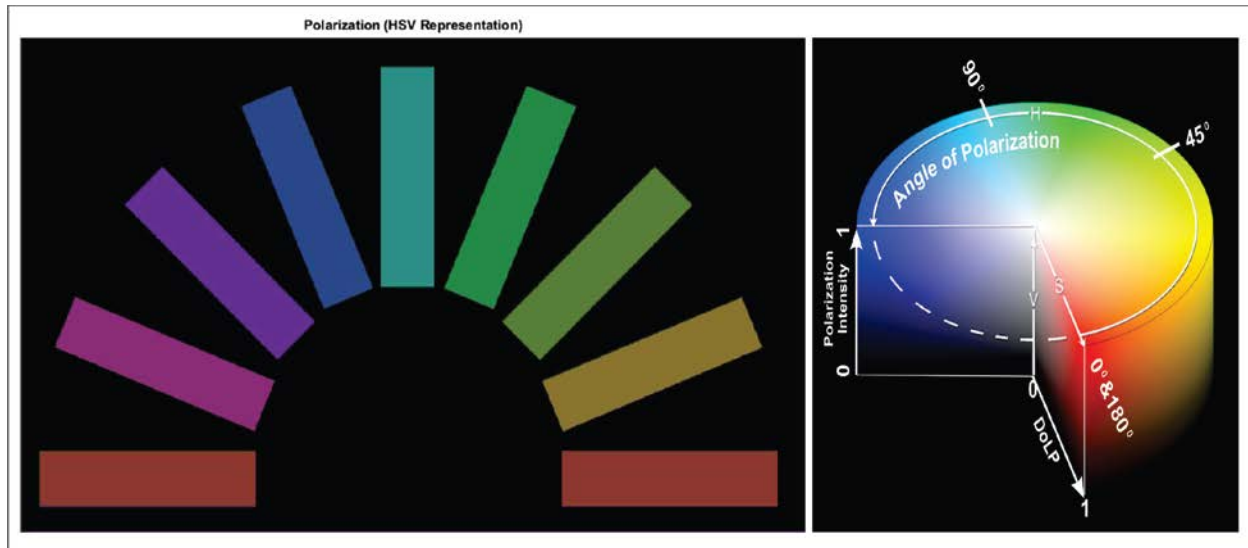 Polarization (HSV Representation)
90°
H
45°
Angle of Polarization
1
S
V
Polarization
Intensity
0
0
0°&180°
DoLP
1